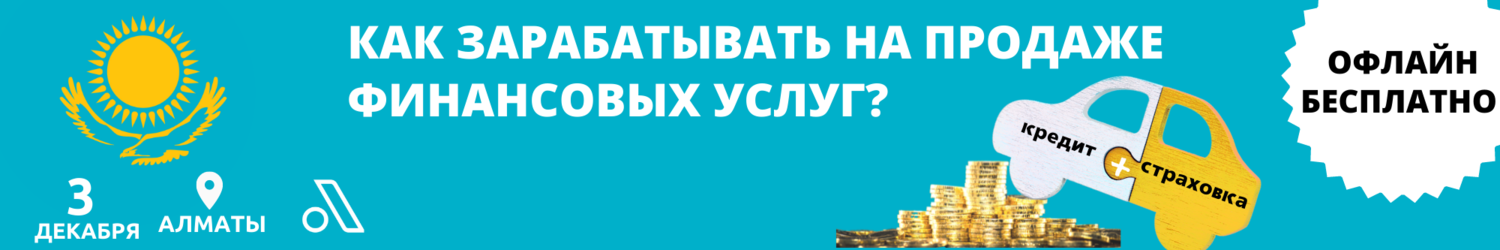 КАК ЗАРАБАТЫВАТЬ НА ПРОДАЖЕ
ФИНАНСОВЫХ УСЛУГ?
ОФЛАЙН
БЕСПЛАТНО
кредит
+
страховка
3
ДЕКАБРЯ
АЛМАТЫ